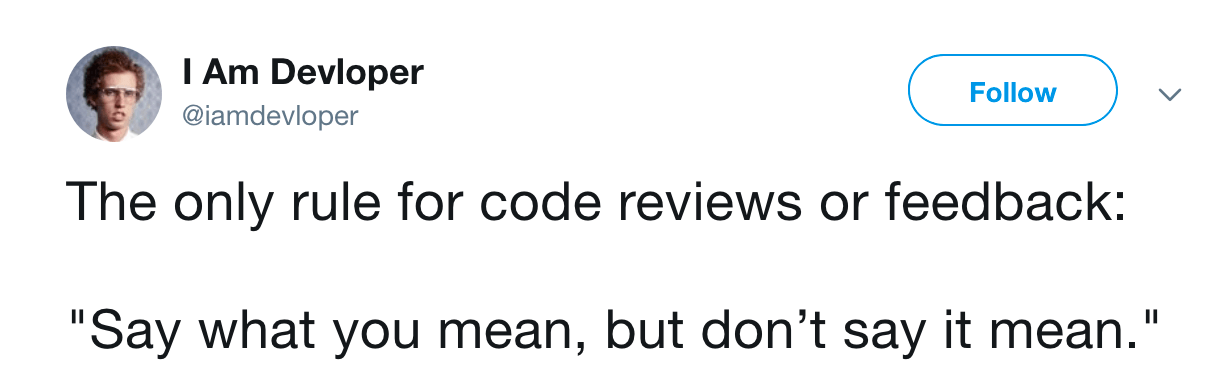 I Am Devloper
@iamdevloper
Follow
The only rule for code reviews or feedback:
"Say what you mean, but don’t say it mean."